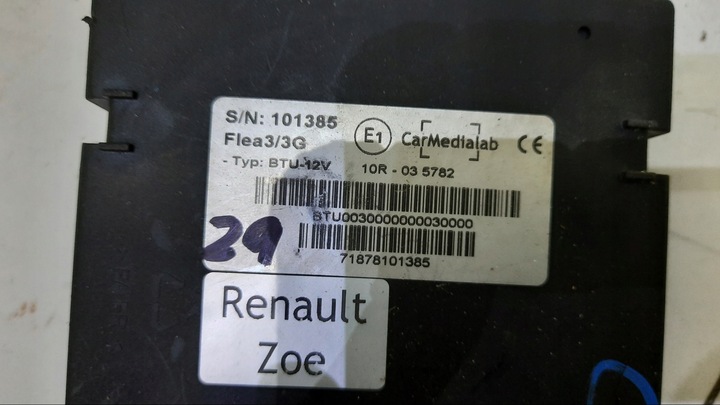 S/N: 101385
Flea3/3G
E1
CarMedialab
CE
- Typ: BTU-12V
10R - 03 5782
BTU0030000000030000
29
71878101385
Renault
Zoe